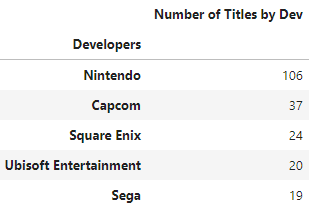 Number of Titles by Dev
Developers
Nintendo 106
Capcom 37
Square Enix 24
Ubisoft Entertainment 20
Sega 19